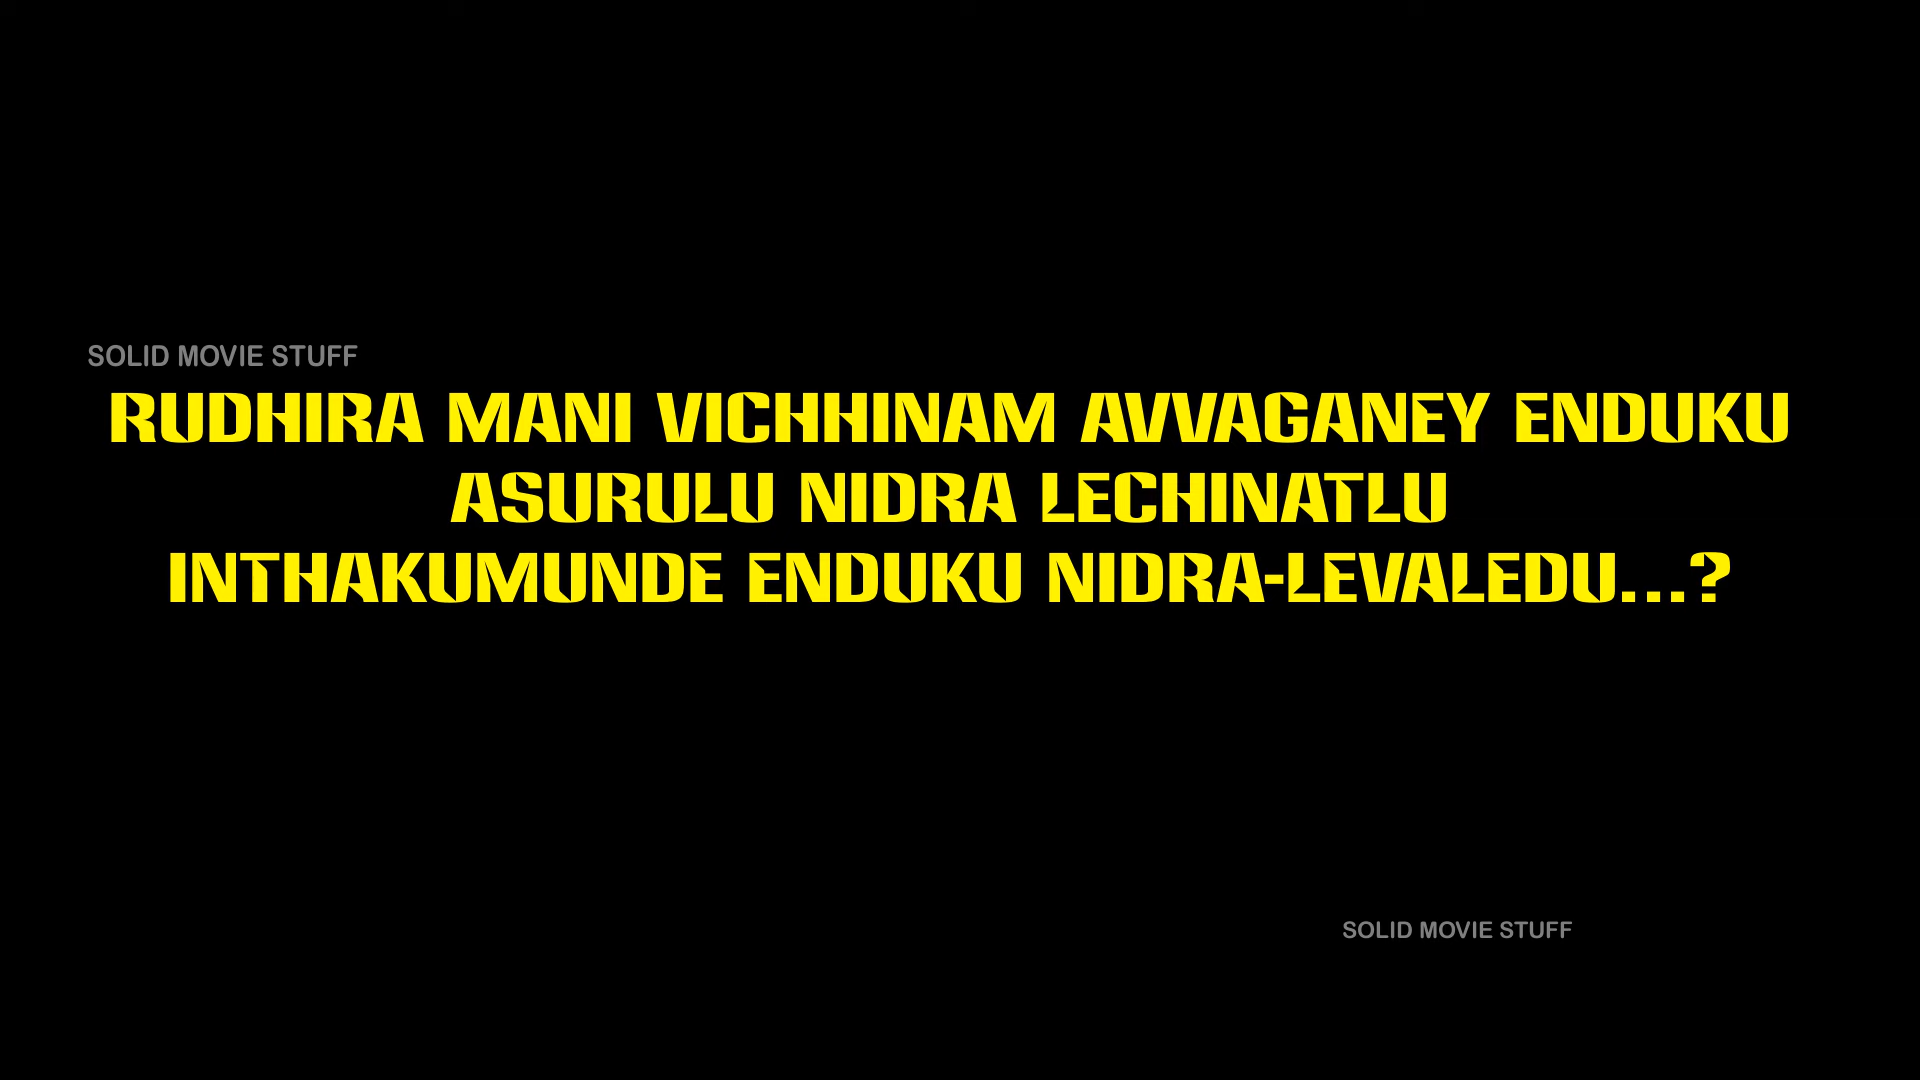 SOLID MOVIE STUFF
RUDHIRA MANI VICHHINAM AVVAGANEY ENDUKU
ASURULU NIDRA LECHINATLU
INTHAKUMUNDE ENDUKU NIDRA-LEVALEDU...?
SOLID MOVIE STUFF